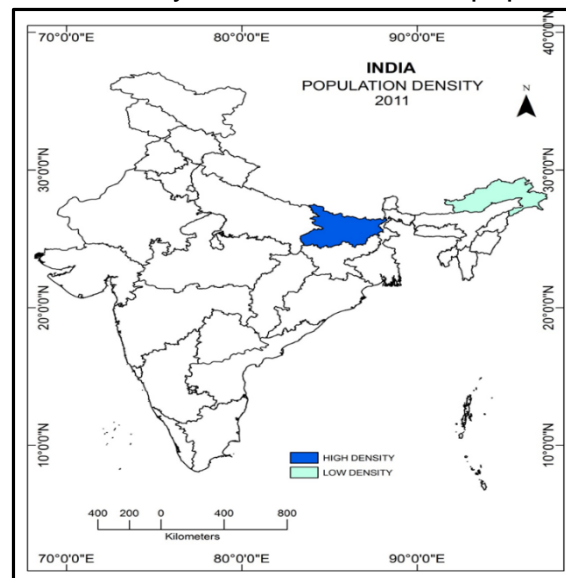 70°0'0"E 80°0'0"E 90°0'0"E
40°0'0"N
INDIA
POPULATION DENSITY
2011
N
30°0'0"N 30°0'0"N
20°0'0"N 20°0'0"N
10°0'0"N 10°0'0"N
HIGH DENSITY
LOW DENSITY
400 200 0 400 800
Kilometers
70°0'0"E 80°0'0"E 90°0'0"E